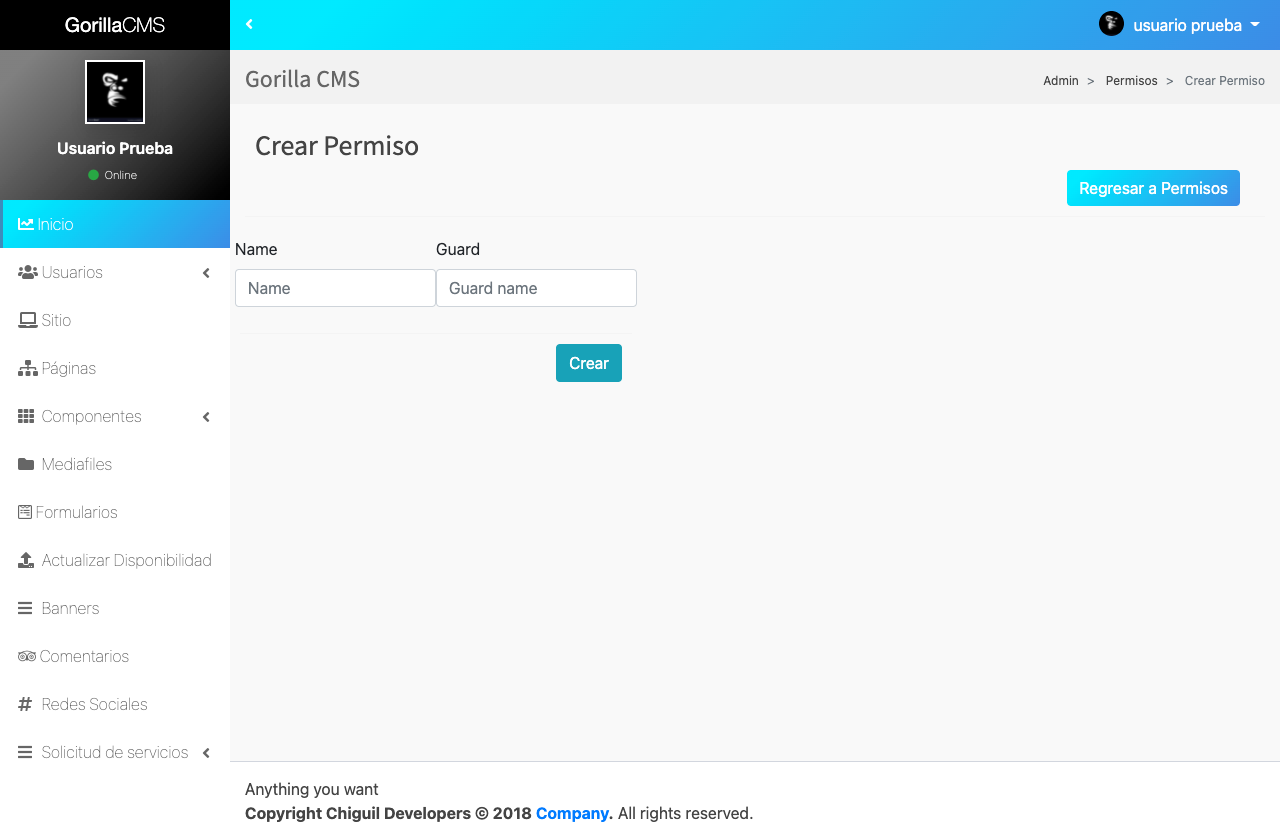 GorillaCMS
usuario prueba
Usuario Prueba
Online
Inicio
Usuarios
Sitio
Páginas
Componentes
Mediafiles
Formularios
Actualizar Disponibilidad
Banners
Comentarios
Redes Sociales
Solicitud de servicios
Gorilla CMS
Admin > Permisos > Crear Permiso
Crear Permiso
Regresar a Permisos
Name Guard
Name Guard name
Crear
Anything you want
Copyright Chiguil Developers © 2018 Company. All rights reserved.